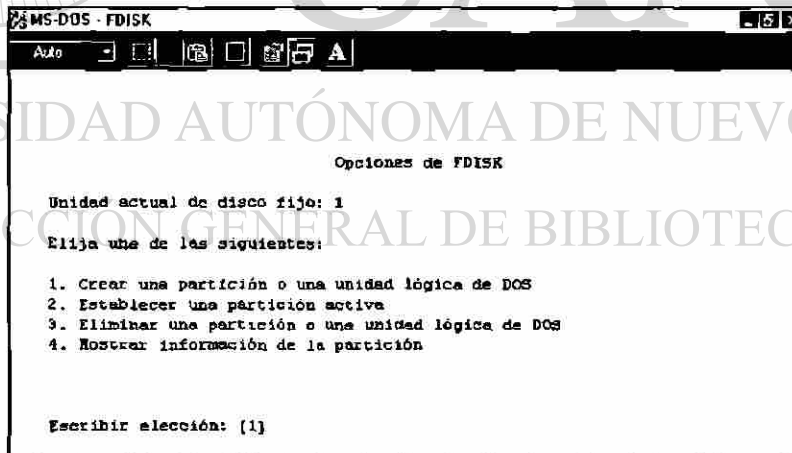 MS-DOS - FDISK
Auto
A
SIDAD AUTÓNOMA DE NUEVO
Opciones de FDISK
Unidad actual de disco fijo: 1
CCIÓN GENERAL DE BIBLIOTEC
Elija una de las siguientes:
1. Crear una partición o una unidad lógica de DOS
2. Establecer una partición activa
3. Eliminar una partición o una unidad lógica de DOS
4. Mostrar información de la partición
Escribir elección: [1]